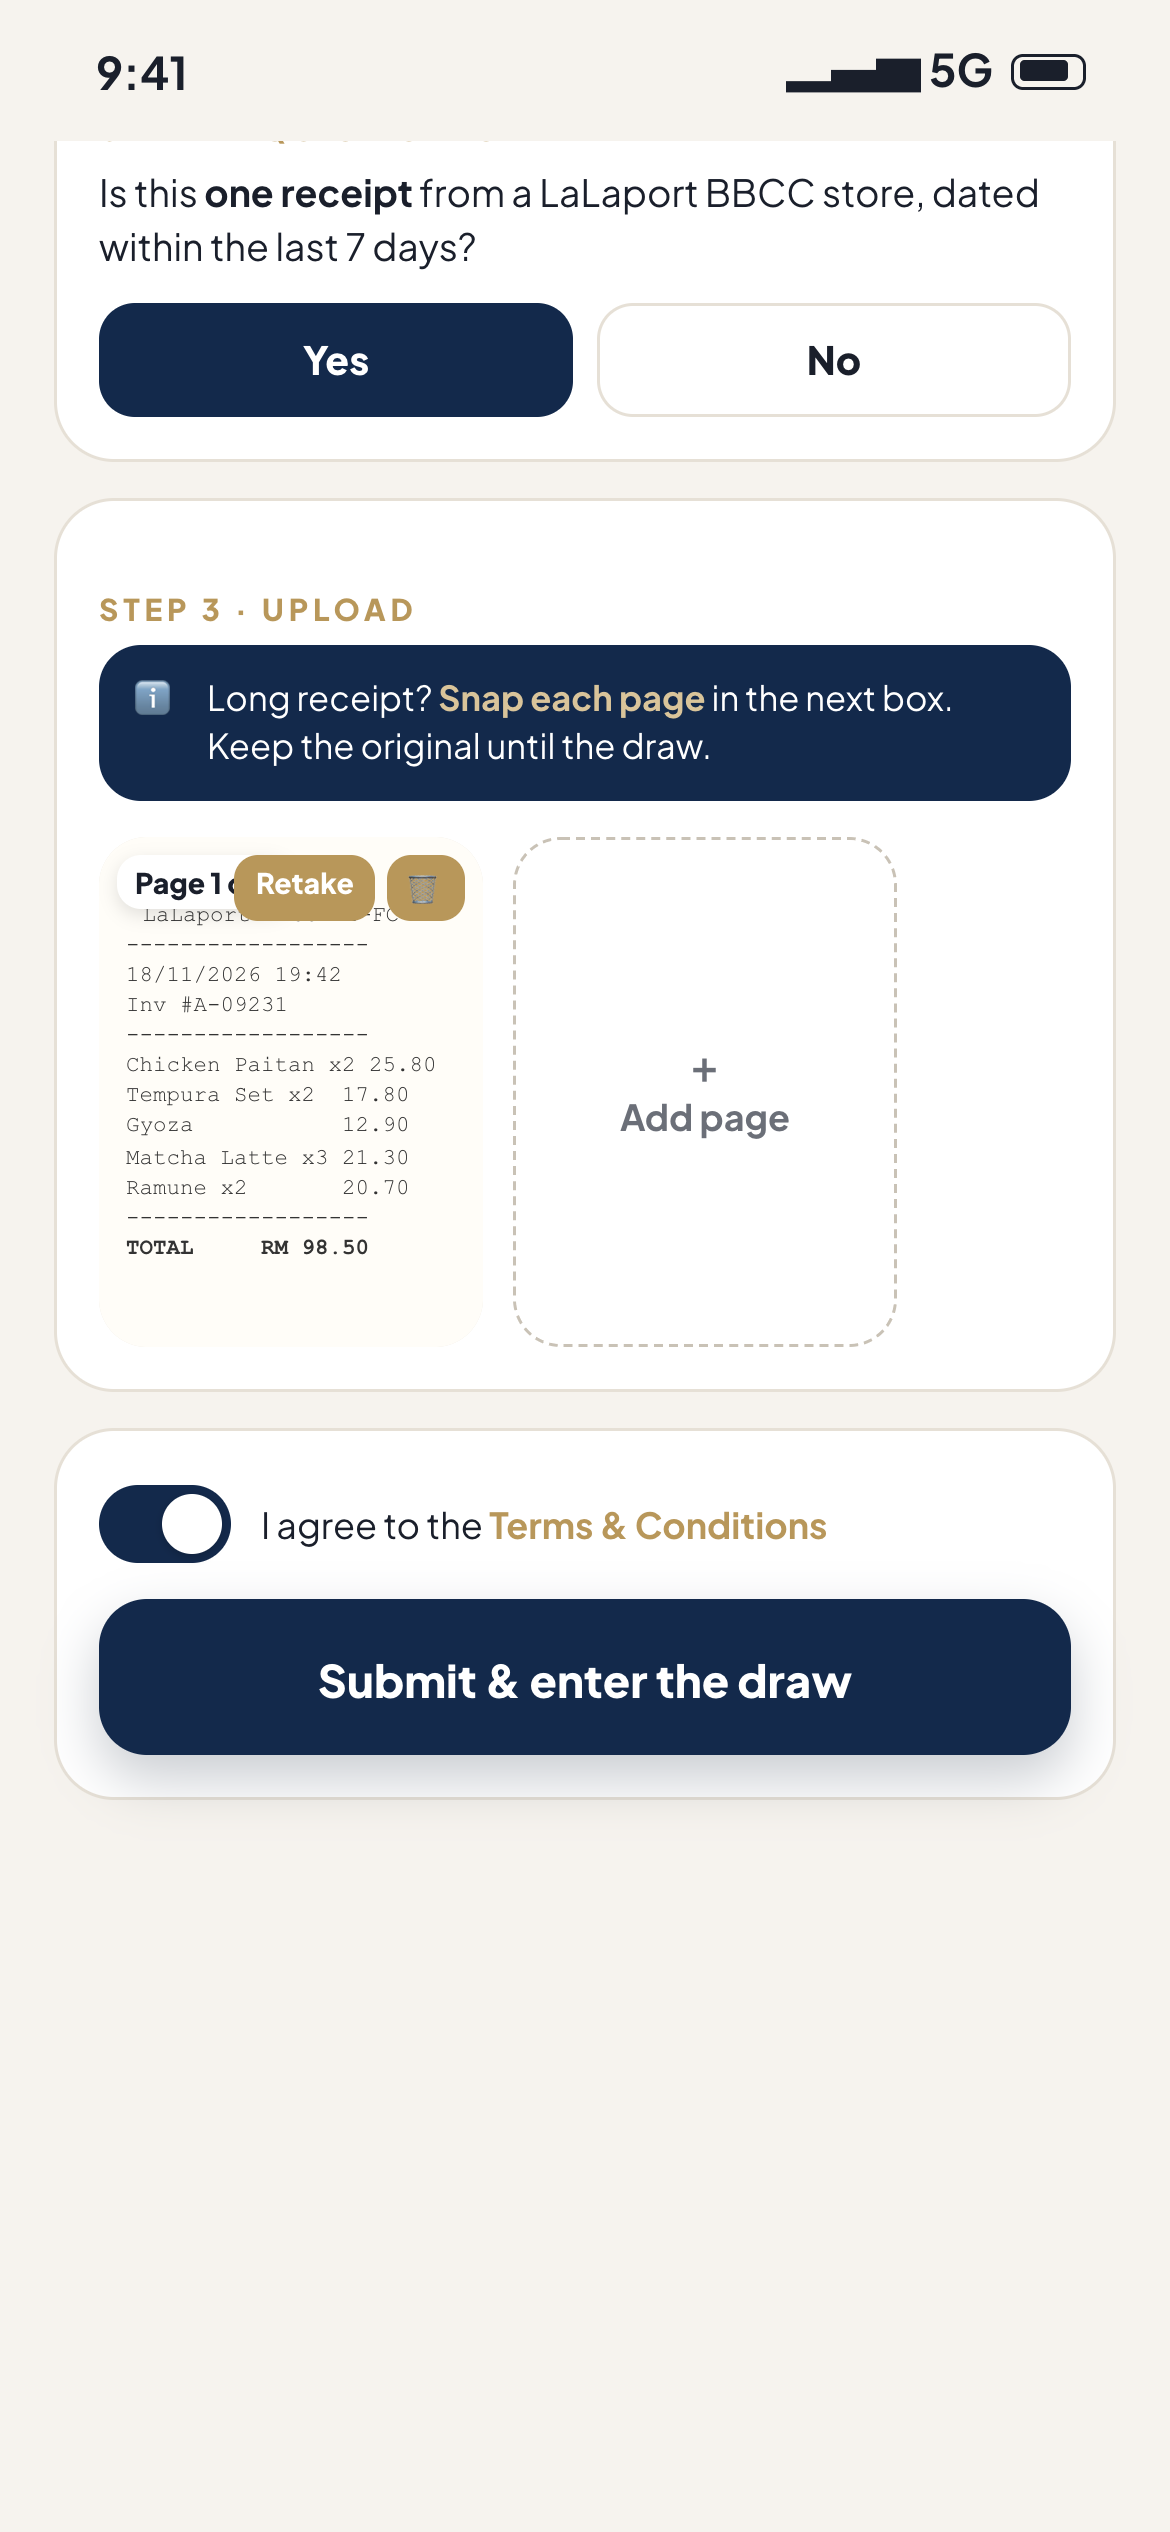 9:41
5G
Is this one receipt from a LaLaport BBCC store, dated
within the last 7 days?
Yes
No
STEP 3 · UPLOAD
Long receipt? Snap each page in the next box.
Keep the original until the draw.
Page 1
Retake
LaLaport
------------------
18/11/2026 19:42
Inv #A-09231
------------------
Chicken Paitan x2 25.80
Tempura Set x2 17.80
Gyoza 12.90
Matcha Latte x3 21.30
Ramune x2 20.70
------------------
TOTAL RM 98.50
+
Add page
I agree to the Terms & Conditions
Submit & enter the draw